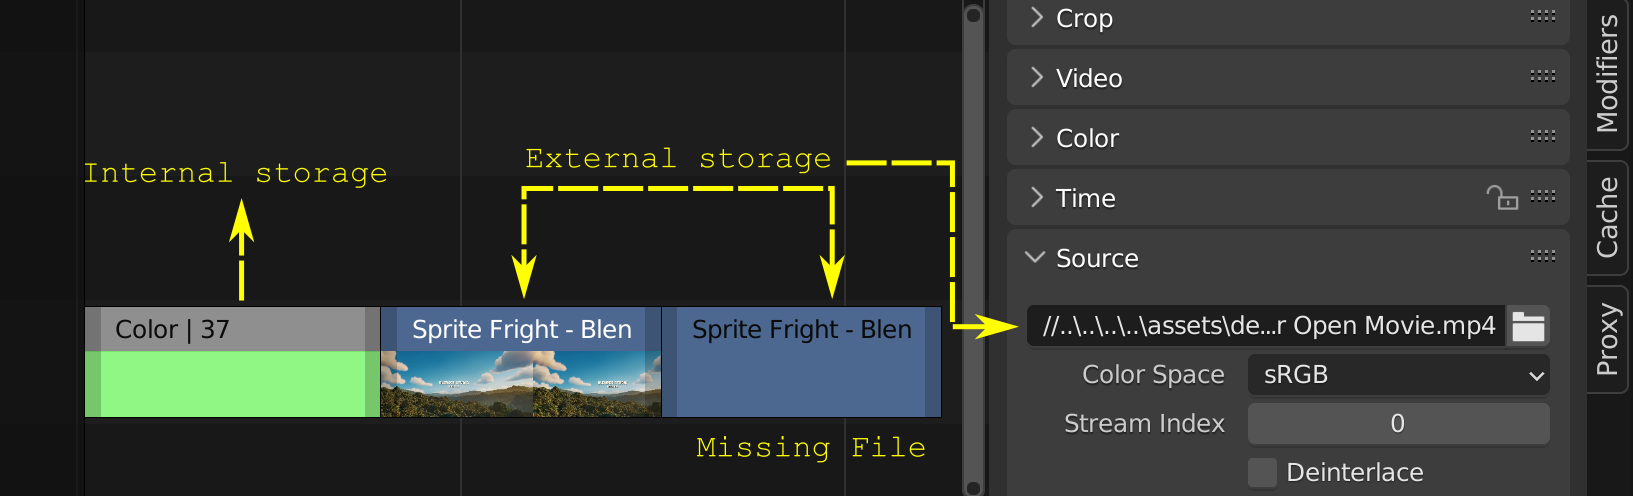 Internal storage
External storage
Color | 37
Sprite Fright - Blen
Sprite Fright - Blen
Missing File
Crop
Video
Color
Time
Source
//..\..\..\..\assets\de...r Open Movie.mp4
Color Space
sRGB
Stream Index
0
Deinterlace
Modifiers
Cache
Proxy